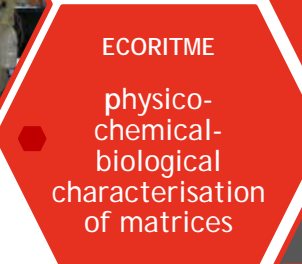 ECORITME
physico-
chemical-
biological
characterisation
of matrices